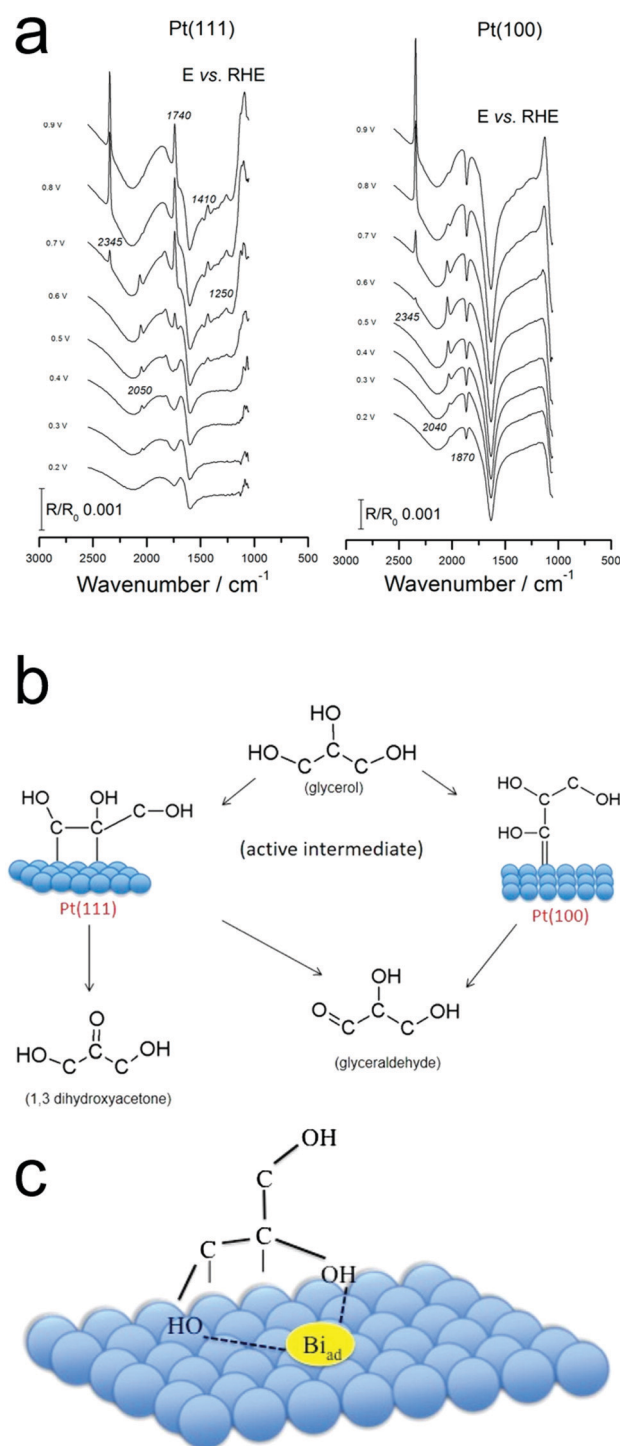 a
Pt(111)
E vs. RHE
0.9 V
1740
0.8 V
1410
2345
0.7 V
1250
0.6 V
0.5 V
0.4 V
2050
0.3 V
0.2 V
R/R0 0.001
3000 2500 2000 1500 1000 500
Wavenumber / cm-1
Pt(100)
E vs. RHE
0.9 V
0.8 V
0.7 V
0.6 V
2345
0.5 V
0.4 V
0.3 V
2040
0.2 V
1870
R/R0 0.001
3000 2500 2000 1500 1000 500
Wavenumber / cm-1
b
HO
HO C C C OH
(glycerol)
HO OH C—OH
C C
Pt(111)
(active intermediate)
HO C C OH
HO C
Pt(100)
O
HO C C C OH
(1,3 dihydroxyacetone)
OH
O C C C OH
(glyceraldehyde)
c
OH
C
C C
OH
HO
Biad